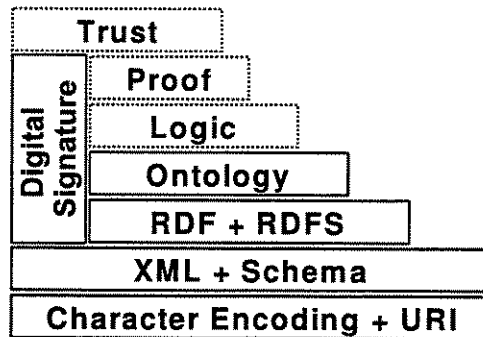 Trust
Digital
Signature
Proof
Logic
Ontology
RDF + RDFS
XML + Schema
Character Encoding + URI